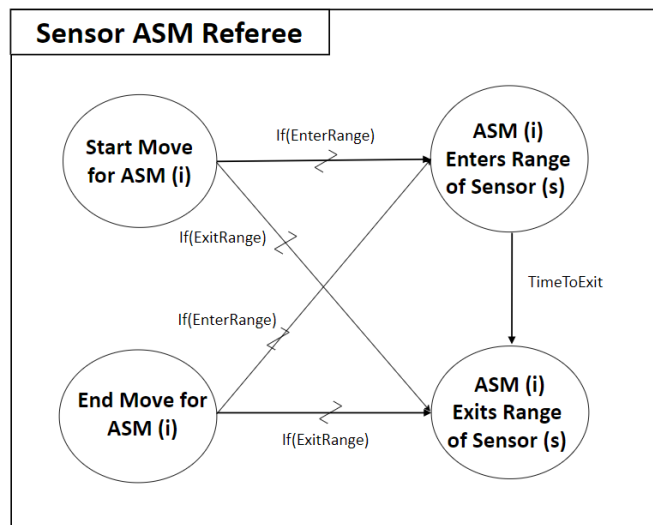 Sensor ASM Referee
Start Move
for ASM (i)
If(EnterRange)
ASM (i)
Enters Range
of Sensor (s)
If(ExitRange)
TimeToExit
If(EnterRange)
End Move for
ASM (i)
If(ExitRange)
ASM (i)
Exits Range
of Sensor (s)